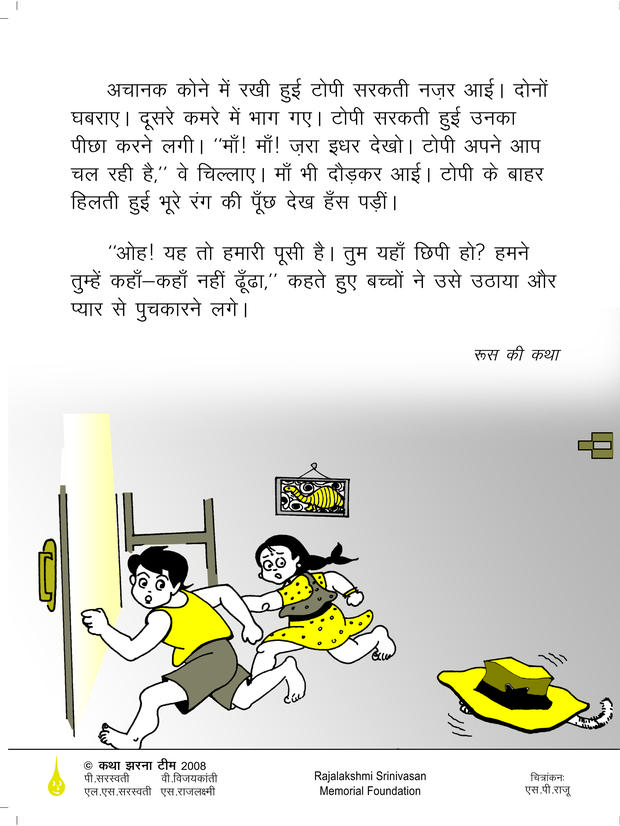 अचानक कोने में रखी हुई टोपी सरकती नज़र आई। दोनों
घबराए। दूसरे कमरे में भाग गए। टोपी सरकती हुई उनका
पीछा करने लगी। ‘‘माँ! माँ! ज़रा इधर देखो। टोपी अपने आप
चल रही है,’’ वे चिल्लाए। माँ भी दौड़कर आई। टोपी के बाहर
हिलती हुई भूरे रंग की पूँछ देख हँस पड़ीं।
‘‘ओह! यह तो हमारी पूसी है। तुम यहाँ छिपी हो? हमने
तुम्हें कहाँ–कहाँ नहीं ढूँढा,’’ कहते हुए बच्चों ने उसे उठाया और
प्यार से पुचकारने लगे।
रूस की कथा
© कथा झरना टीम 2008
पी.सरस्वती वी.विजयकांती
एल.एस.सरस्वती एस.राजलक्ष्मी
Rajalakshmi Srinivasan
Memorial Foundation
चित्रांकनः
एस.पी.राजू